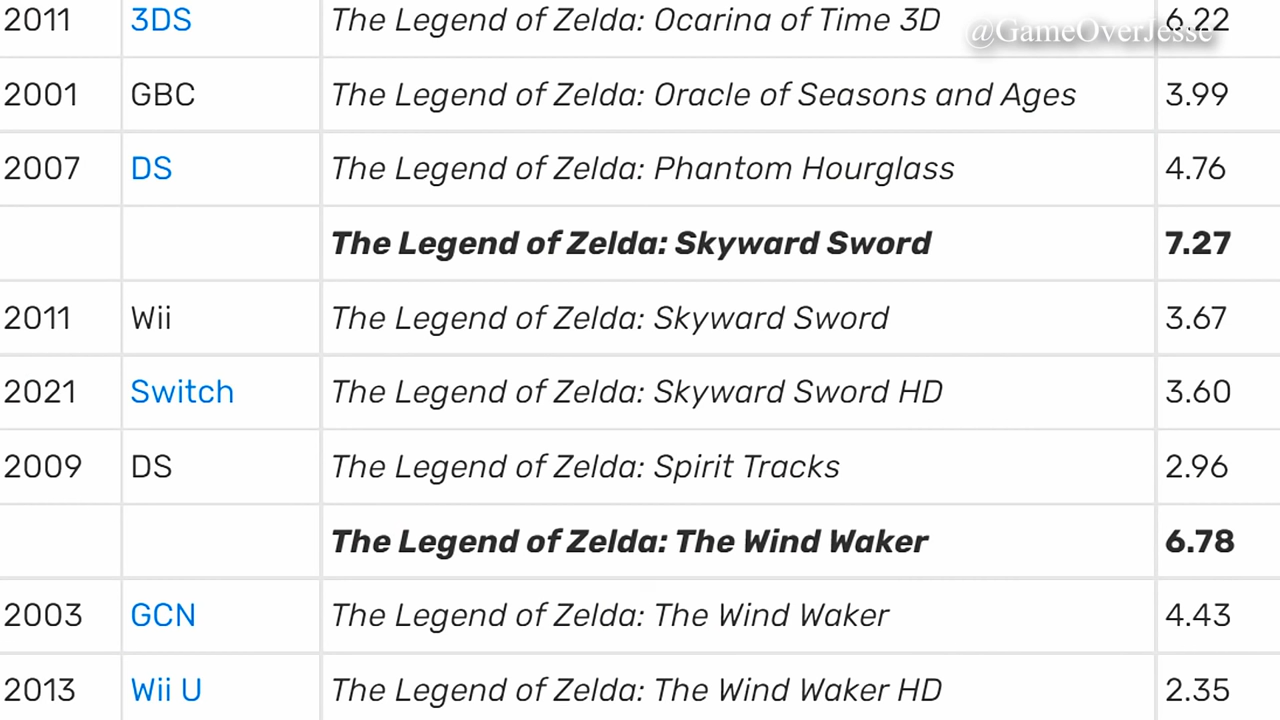 2011 3DS The Legend of Zelda: Ocarina of Time 3D 6.22
@GameOverJesse
2001 GBC The Legend of Zelda: Oracle of Seasons and Ages 3.99
2007 DS The Legend of Zelda: Phantom Hourglass 4.76
The Legend of Zelda: Skyward Sword 7.27
2011 Wii The Legend of Zelda: Skyward Sword 3.67
2021 Switch The Legend of Zelda: Skyward Sword HD 3.60
2009 DS The Legend of Zelda: Spirit Tracks 2.96
The Legend of Zelda: The Wind Waker 6.78
2003 GCN The Legend of Zelda: The Wind Waker 4.43
2013 Wii U The Legend of Zelda: The Wind Waker HD 2.35